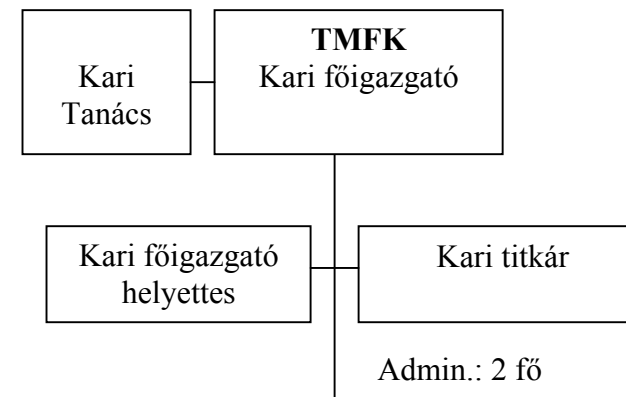 Kari
Tanács
TMFK
Kari főigazgató
Kari főigazgató
helyettes
Kari titkár
Admin.: 2 fő